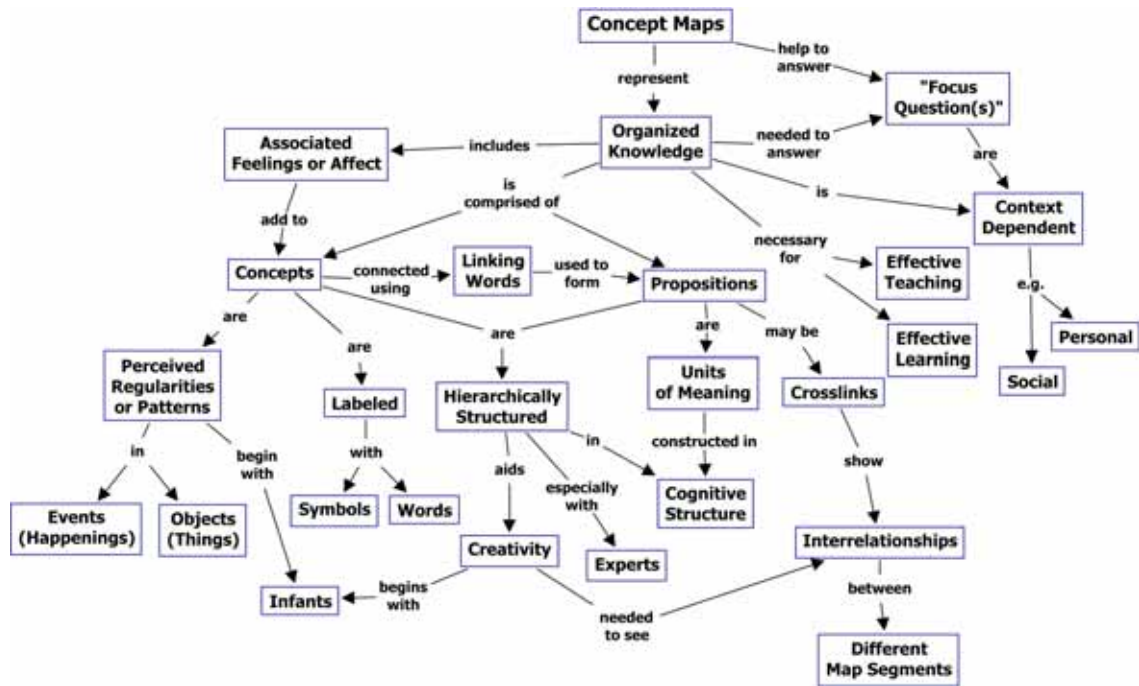 Concept Maps
help to
answer
represent
"Focus
Question(s)"
Organized
Knowledge
needed to
answer
Associated
Feelings or Affect
includes
are
is
comprised of
is
Context
Dependent
add to
necessary
for
Concepts
connected
using
Linking
Words
used to
form
Propositions
Effective
Teaching
e.g.
are
are
are
may be
Personal
Effective
Learning
Perceived
Regularities
or Patterns
are
Labeled
Hierarchically
Structured
Units
of Meaning
Crosslinks
Social
in
begin
with
with
aids
in
constructed in
show
especially
with
Events
(Happenings)
Objects
(Things)
Symbols
Words
Cognitive
Structure
Creativity
Experts
Interrelationships
Infants
begins
with
needed
to see
between
Different
Map Segments